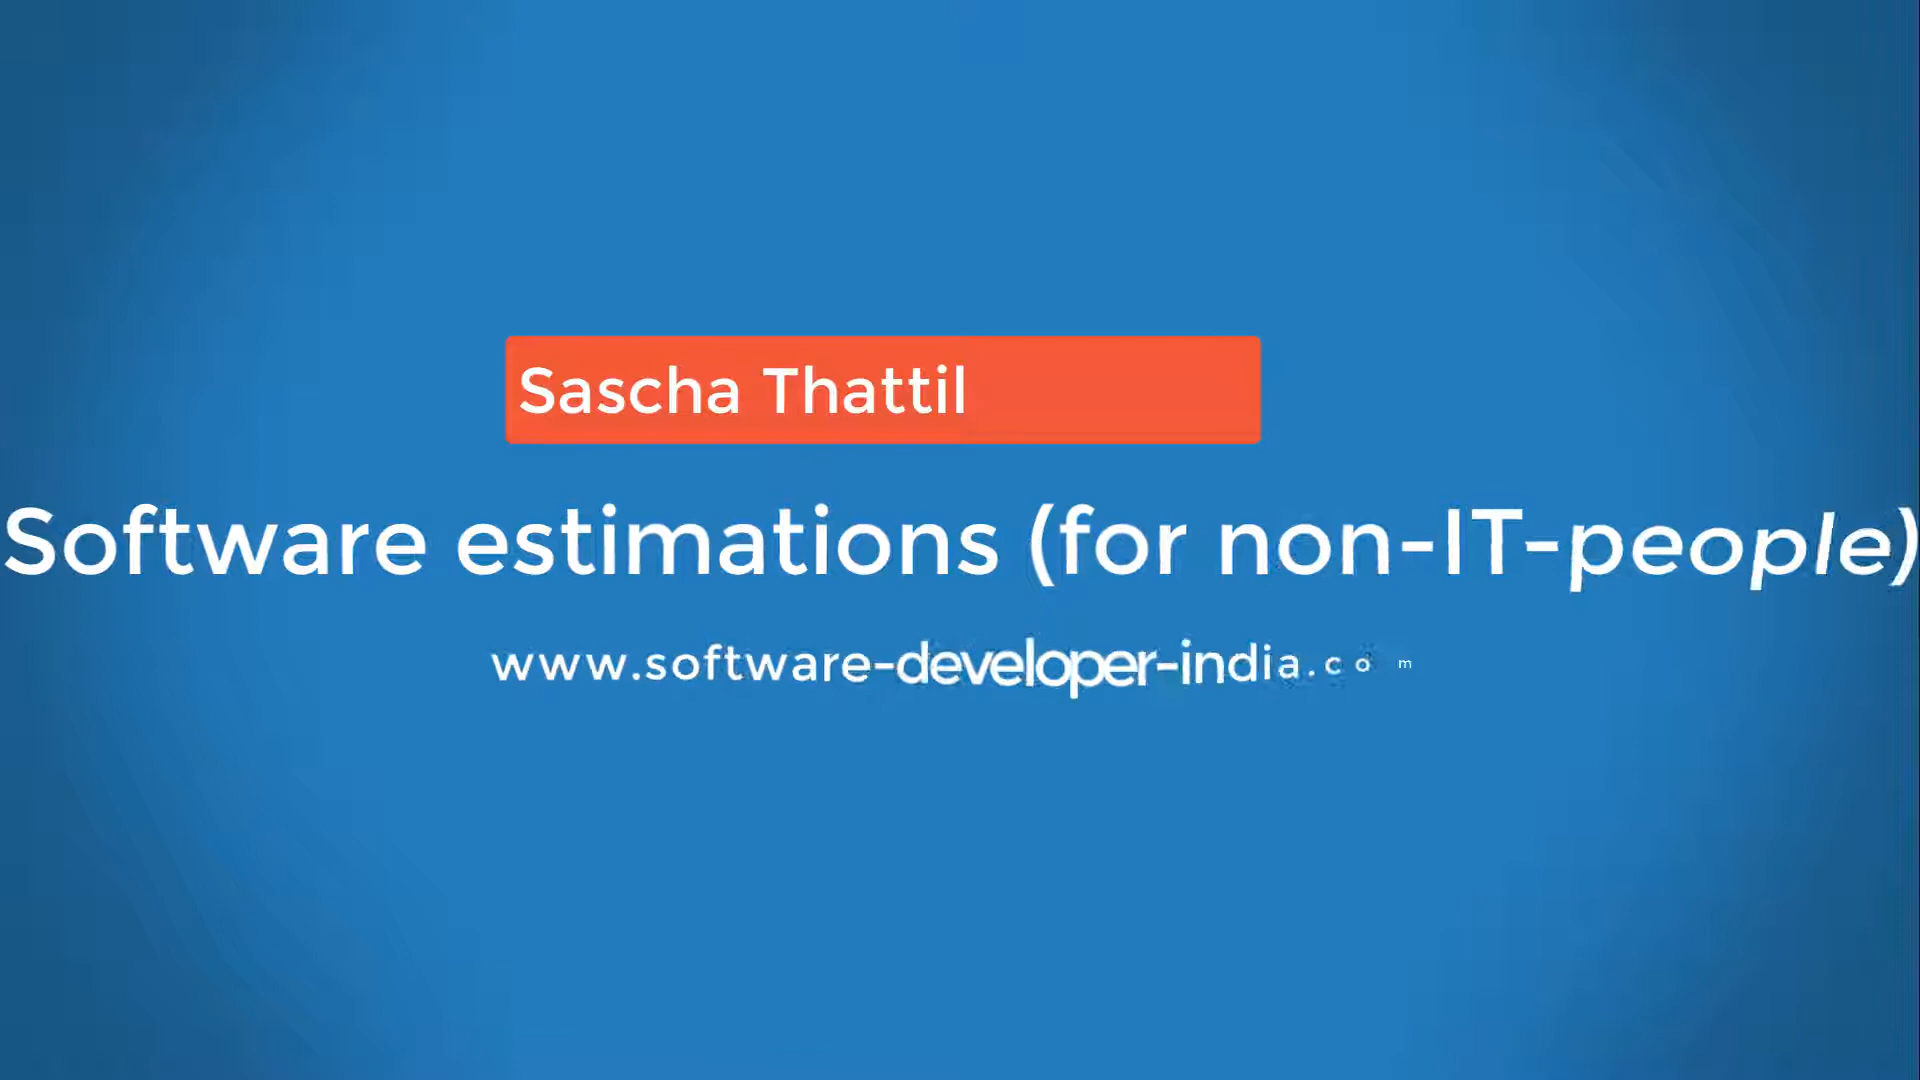 Sascha Thattil
Software estimations (for non-IT-people)
www.software-developer-india.com